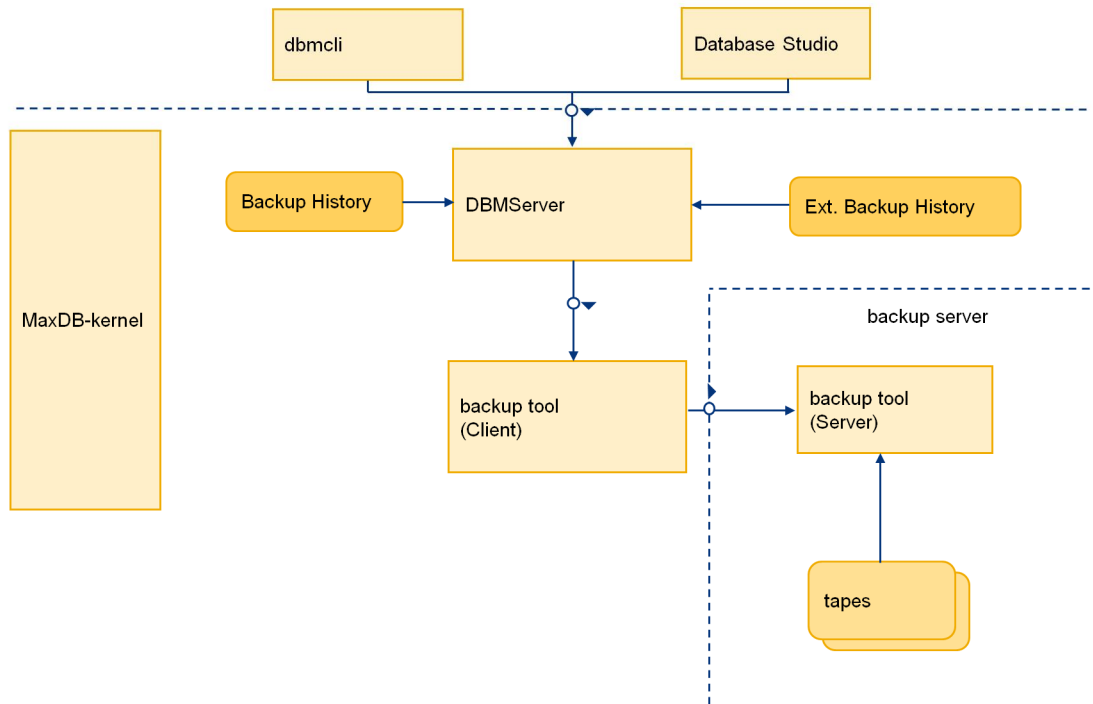 dbmcli
Database Studio
Backup History
DBMServer
Ext. Backup History
MaxDB-kernel
backup server
backup tool
(Client)
backup tool
(Server)
tapes